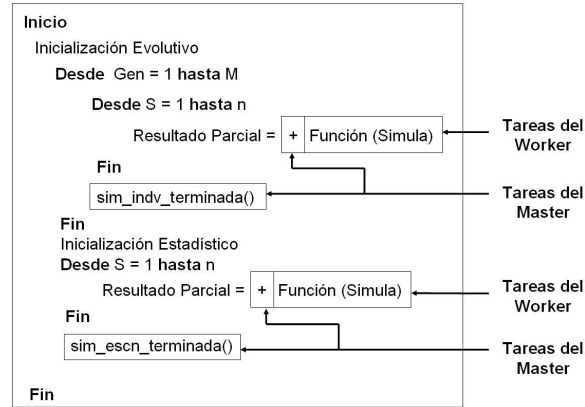 Inicio
Inicialización Evolutivo
Desde Gen = 1 hasta M
Desde S = 1 hasta n
Resultado Parcial = + Función (Simula)
Tareas del
Worker
Fin
sim_indv_terminada()
Tareas del
Master
Fin
Inicialización Estadístico
Desde S = 1 hasta n
Resultado Parcial = + Función (Simula)
Tareas del
Worker
Fin
sim_escn_terminada()
Tareas del
Master
Fin